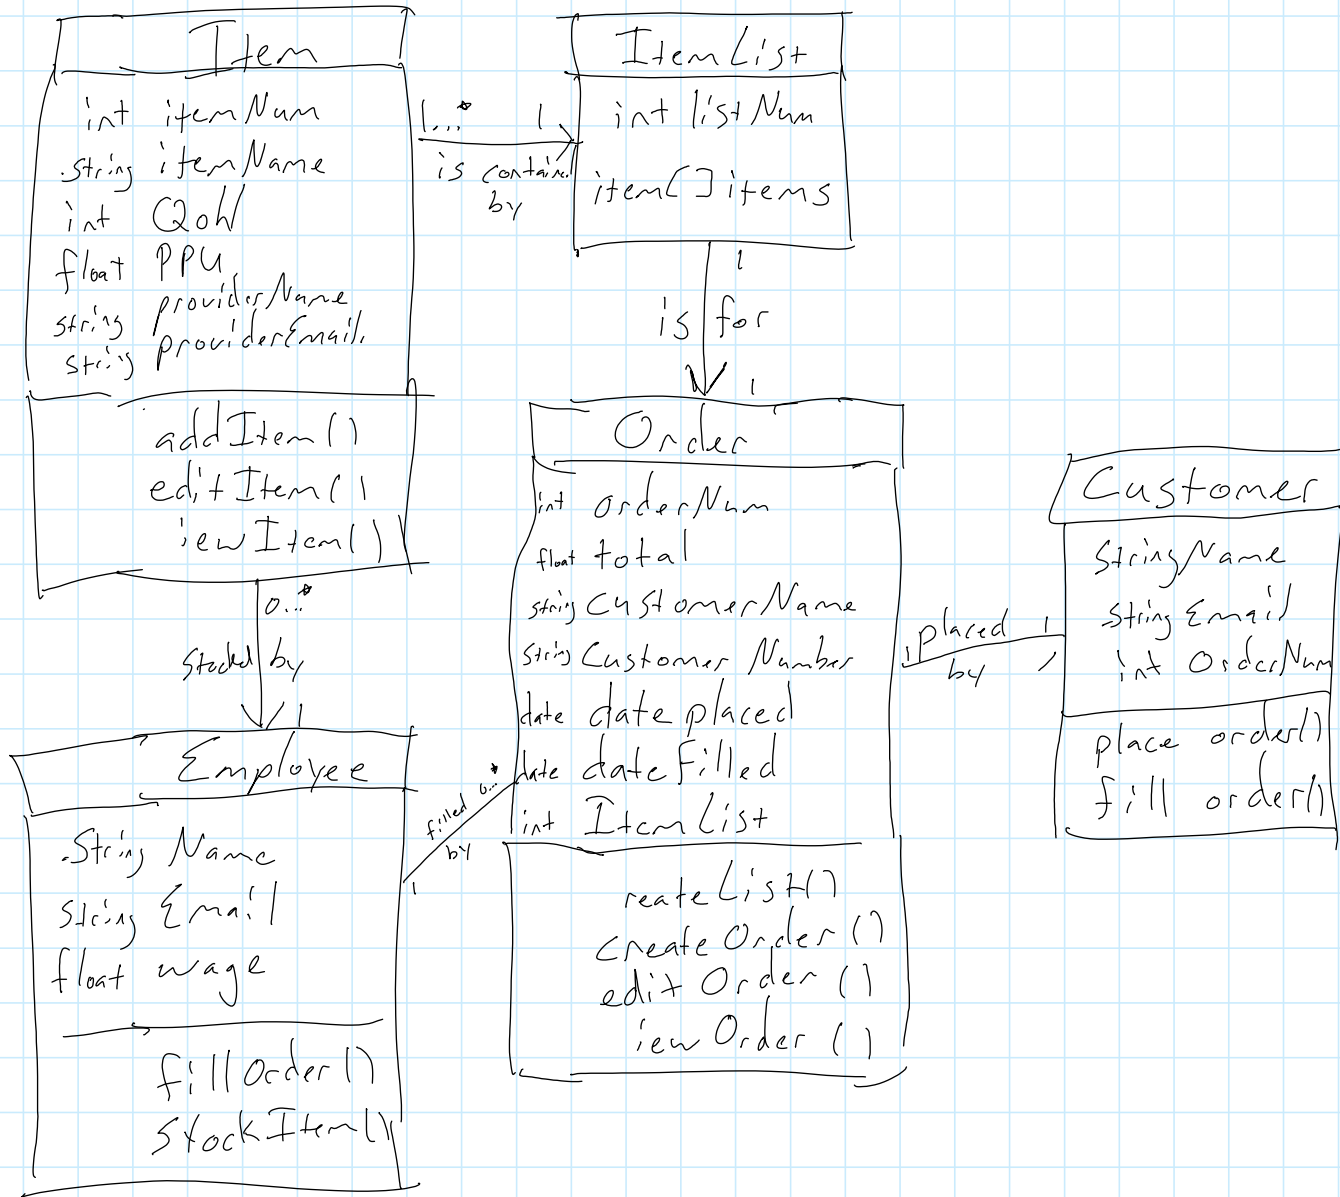 Item
int itemNum
string itemName
int QoH
float PPU
string providerName
string providerEmail
addItem()
editItem()
iewItem()
1...* 1
is contained
by
ItemList
int listNum
item[] items
1
is for
1
0...*
stocked by
1
Employee
String Name
string Email
float wage
fillOrder()
stockItem()
filled 0...*
by
1
Order
int orderNum
float total
string CustomerName
string Customer Number
date date placed
date date filled
int ItemList
reateList()
create Order ()
edit Order ()
iew Order ()
placed 1
by
Customer
String Name
String Email
int OrderNum
place order()
fill order()